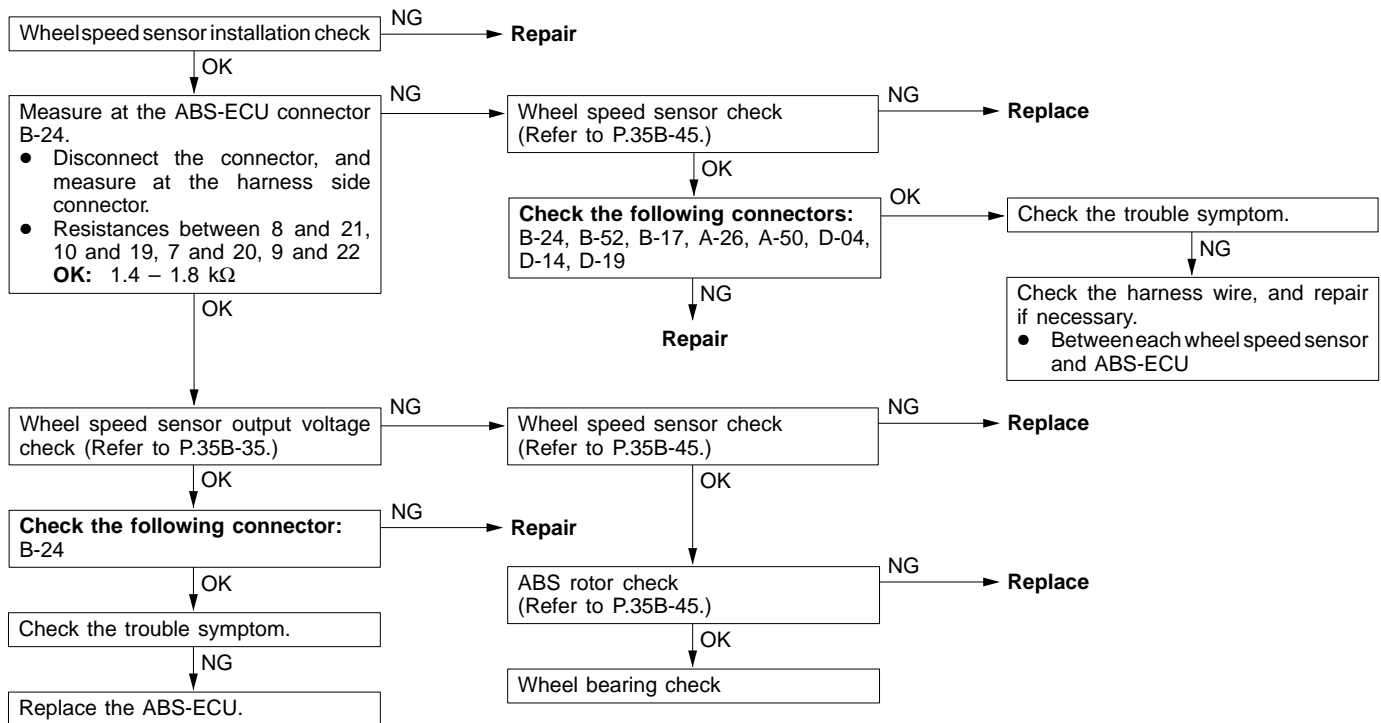 Wheel speed sensor installation check
NG
Repair
OK
Measure at the ABS-ECU connector
B-24.
● Disconnect the connector, and
measure at the harness side
connector.
● Resistances between 8 and 21,
10 and 19, 7 and 20, 9 and 22
OK: 1.4 – 1.8 kΩ
NG
Wheel speed sensor check
(Refer to P.35B-45.)
NG
Replace
OK
Check the following connectors:
B-24, B-52, B-17, A-26, A-50, D-04,
D-14, D-19
OK
Check the trouble symptom.
NG
Check the harness wire, and repair
if necessary.
● Between each wheel speed sensor
and ABS-ECU
NG
Repair
OK
Wheel speed sensor output voltage
check (Refer to P.35B-35.)
NG
Wheel speed sensor check
(Refer to P.35B-45.)
NG
Replace
OK
OK
Check the following connector:
B-24
NG
Repair
OK
ABS rotor check
(Refer to P.35B-45.)
NG
Replace
Check the trouble symptom.
OK
NG
Wheel bearing check
Replace the ABS-ECU.